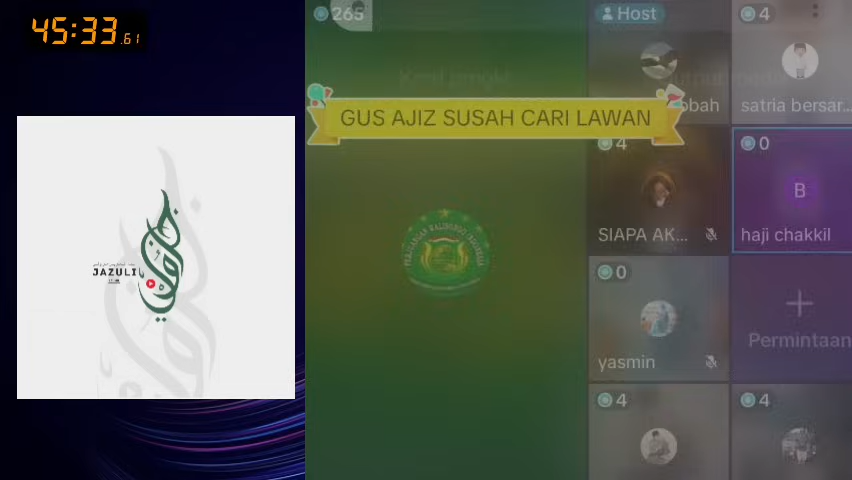 45:33.61
265
Host
4
obah
satria bersar...
GUS AJIZ SUSAH CARI LAWAN
4
0
B
SIAPA AK...
haji chakkil
JAZULI
0
yasmin
Permintaan
4
4